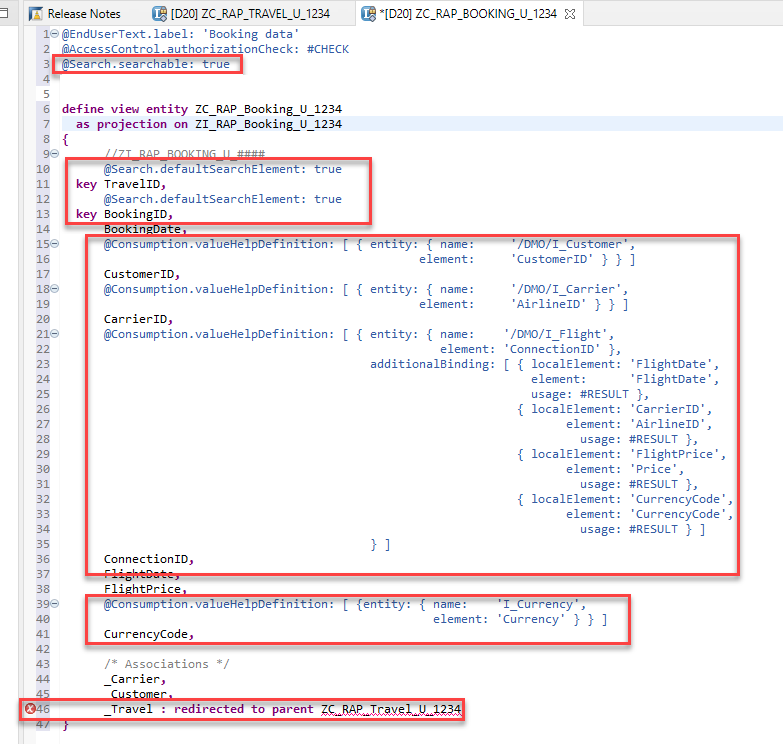 Release Notes [D20] ZC_RAP_TRAVEL_U_1234 *[D20] ZC_RAP_BOOKING_U_1234
1 @EndUserText.label: 'Booking data'
2 @AccessControl.authorizationCheck: #CHECK
3 @Search.searchable: true
4
5
6 define view entity ZC_RAP_Booking_U_1234
7 as projection on ZI_RAP_Booking_U_1234
8 {
9 //ZI_RAP_BOOKING_U_####
10 @Search.defaultSearchElement: true
11 key TravelID,
12 @Search.defaultSearchElement: true
13 key BookingID,
14 BookingDate,
15 @Consumption.valueHelpDefinition: [ { entity: { name: '/DMO/I_Customer',
16 element: 'CustomerID' } } ]
17 CustomerID,
18 @Consumption.valueHelpDefinition: [ { entity: { name: '/DMO/I_Carrier',
19 element: 'AirlineID' } } ]
20 CarrierID,
21 @Consumption.valueHelpDefinition: [ { entity: { name: '/DMO/I_Flight',
22 element: 'ConnectionID' },
23 additionalBinding: [ { localElement: 'FlightDate',
24 element: 'FlightDate',
25 usage: #RESULT },
26 { localElement: 'CarrierID',
27 element: 'AirlineID',
28 usage: #RESULT },
29 { localElement: 'FlightPrice',
30 element: 'Price',
31 usage: #RESULT },
32 { localElement: 'CurrencyCode',
33 element: 'CurrencyCode',
34 usage: #RESULT } ]
35 } ]
36 ConnectionID,
37 FlightDate,
38 FlightPrice,
39 @Consumption.valueHelpDefinition: [ {entity: { name: 'I_Currency',
40 element: 'Currency' } } ]
41 CurrencyCode,
42
43 /* Associations */
44 _Carrier,
45 _Customer,
46 _Travel : redirected to parent ZC_RAP_Travel_U_1234
47 }